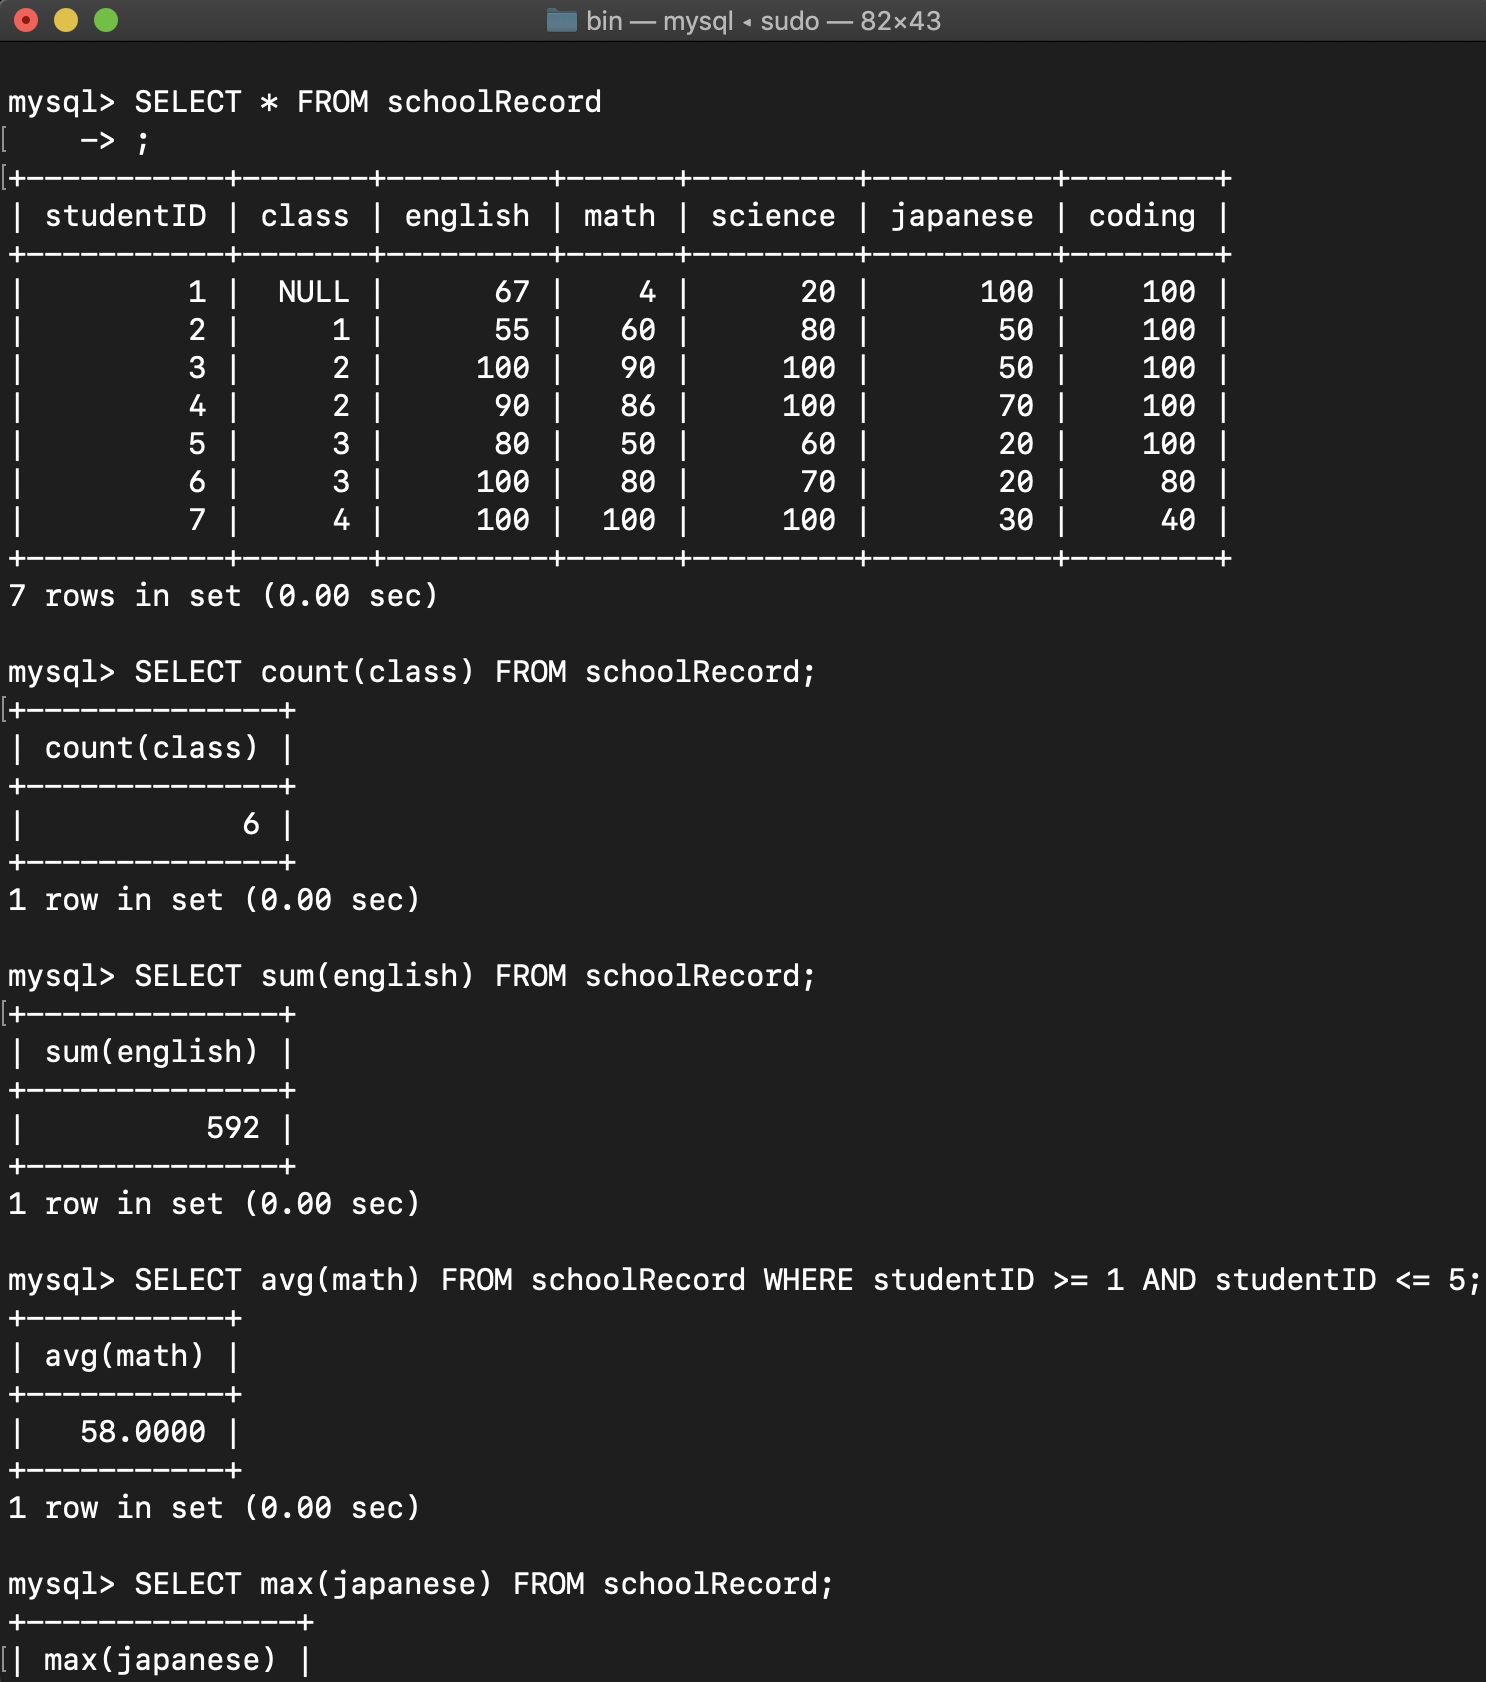 bin — mysql ◂ sudo — 82×43
mysql> SELECT * FROM schoolRecord
    -> ;
+-----------+-------+---------+------+---------+----------+--------+
| studentID | class | english | math | science | japanese | coding |
+-----------+-------+---------+------+---------+----------+--------+
|         1 |  NULL |      67 |    4 |      20 |      100 |    100 |
|         2 |     1 |      55 |   60 |      80 |       50 |    100 |
|         3 |     2 |     100 |   90 |     100 |       50 |    100 |
|         4 |     2 |      90 |   86 |     100 |       70 |    100 |
|         5 |     3 |      80 |   50 |      60 |       20 |    100 |
|         6 |     3 |     100 |   80 |      70 |       20 |     80 |
|         7 |     4 |     100 |  100 |     100 |       30 |     40 |
+-----------+-------+---------+------+---------+----------+--------+
7 rows in set (0.00 sec)
mysql> SELECT count(class) FROM schoolRecord;
+--------------+
| count(class) |
+--------------+
|            6 |
+--------------+
1 row in set (0.00 sec)
mysql> SELECT sum(english) FROM schoolRecord;
+--------------+
| sum(english) |
+--------------+
|          592 |
+--------------+
1 row in set (0.00 sec)
mysql> SELECT avg(math) FROM schoolRecord WHERE studentID >= 1 AND studentID <= 5;
+-----------+
| avg(math) |
+-----------+
|   58.0000 |
+-----------+
1 row in set (0.00 sec)
mysql> SELECT max(japanese) FROM schoolRecord;
+---------------+
| max(japanese) |